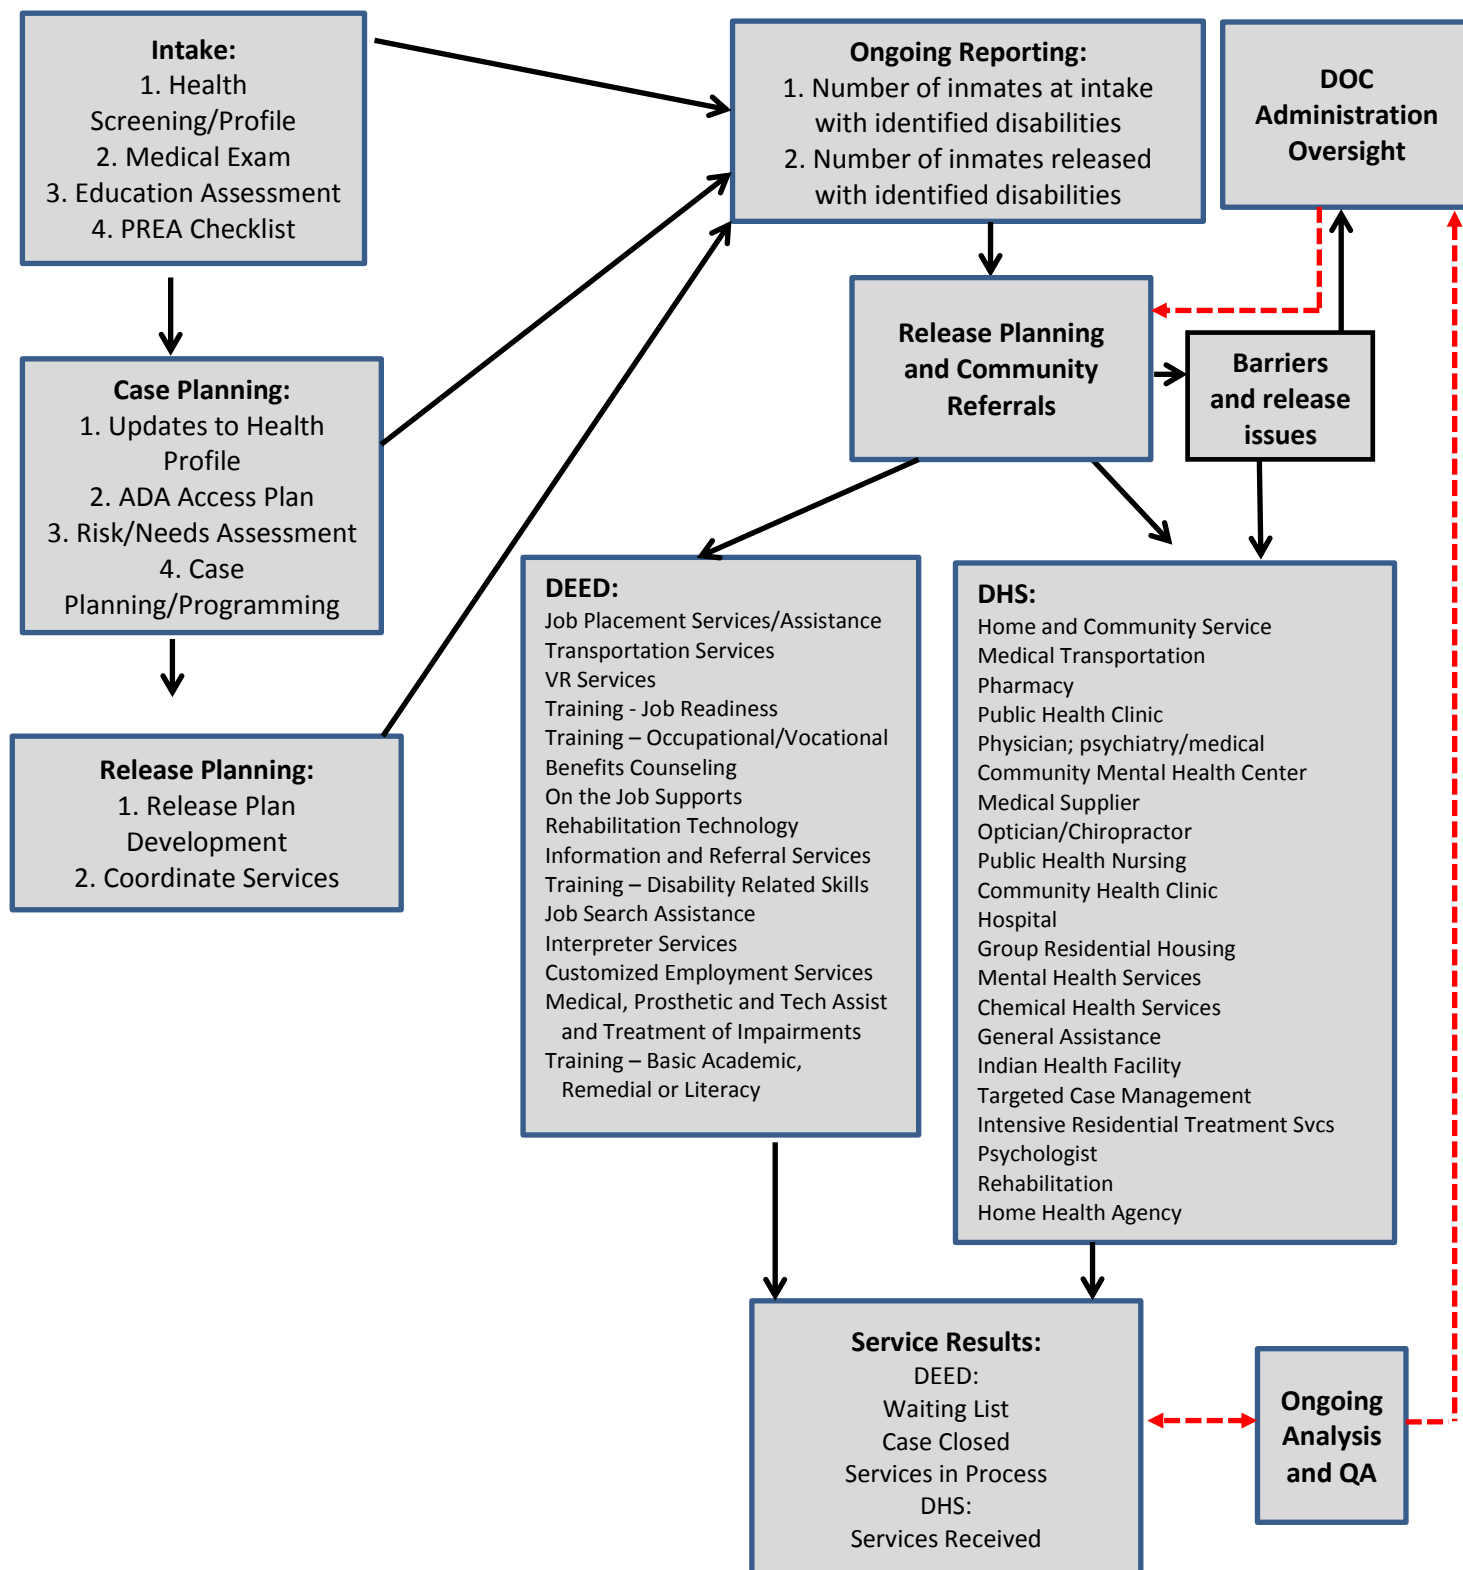 Intake:
1. Health
Screening/Profile
2. Medical Exam
3. Education Assessment
4. PREA Checklist
Ongoing Reporting:
1. Number of inmates at intake
with identified disabilities
2. Number of inmates released
with identified disabilities
DOC
Administration
Oversight
Release Planning
and Community
Referrals
Barriers
and release
issues
Case Planning:
1. Updates to Health
Profile
2. ADA Access Plan
3. Risk/Needs Assessment
4. Case
Planning/Programming
Release Planning:
1. Release Plan
Development
2. Coordinate Services
DEED:
Job Placement Services/Assistance
Transportation Services
VR Services
Training - Job Readiness
Training – Occupational/Vocational
Benefits Counseling
On the Job Supports
Rehabilitation Technology
Information and Referral Services
Training – Disability Related Skills
Job Search Assistance
Interpreter Services
Customized Employment Services
Medical, Prosthetic and Tech Assist
and Treatment of Impairments
Training – Basic Academic,
Remedial or Literacy
DHS:
Home and Community Service
Medical Transportation
Pharmacy
Public Health Clinic
Physician; psychiatry/medical
Community Mental Health Center
Medical Supplier
Optician/Chiropractor
Public Health Nursing
Community Health Clinic
Hospital
Group Residential Housing
Mental Health Services
Chemical Health Services
General Assistance
Indian Health Facility
Targeted Case Management
Intensive Residential Treatment Svcs
Psychologist
Rehabilitation
Home Health Agency
Service Results:
DEED:
Waiting List
Case Closed
Services in Process
DHS:
Services Received
Ongoing
Analysis
and QA